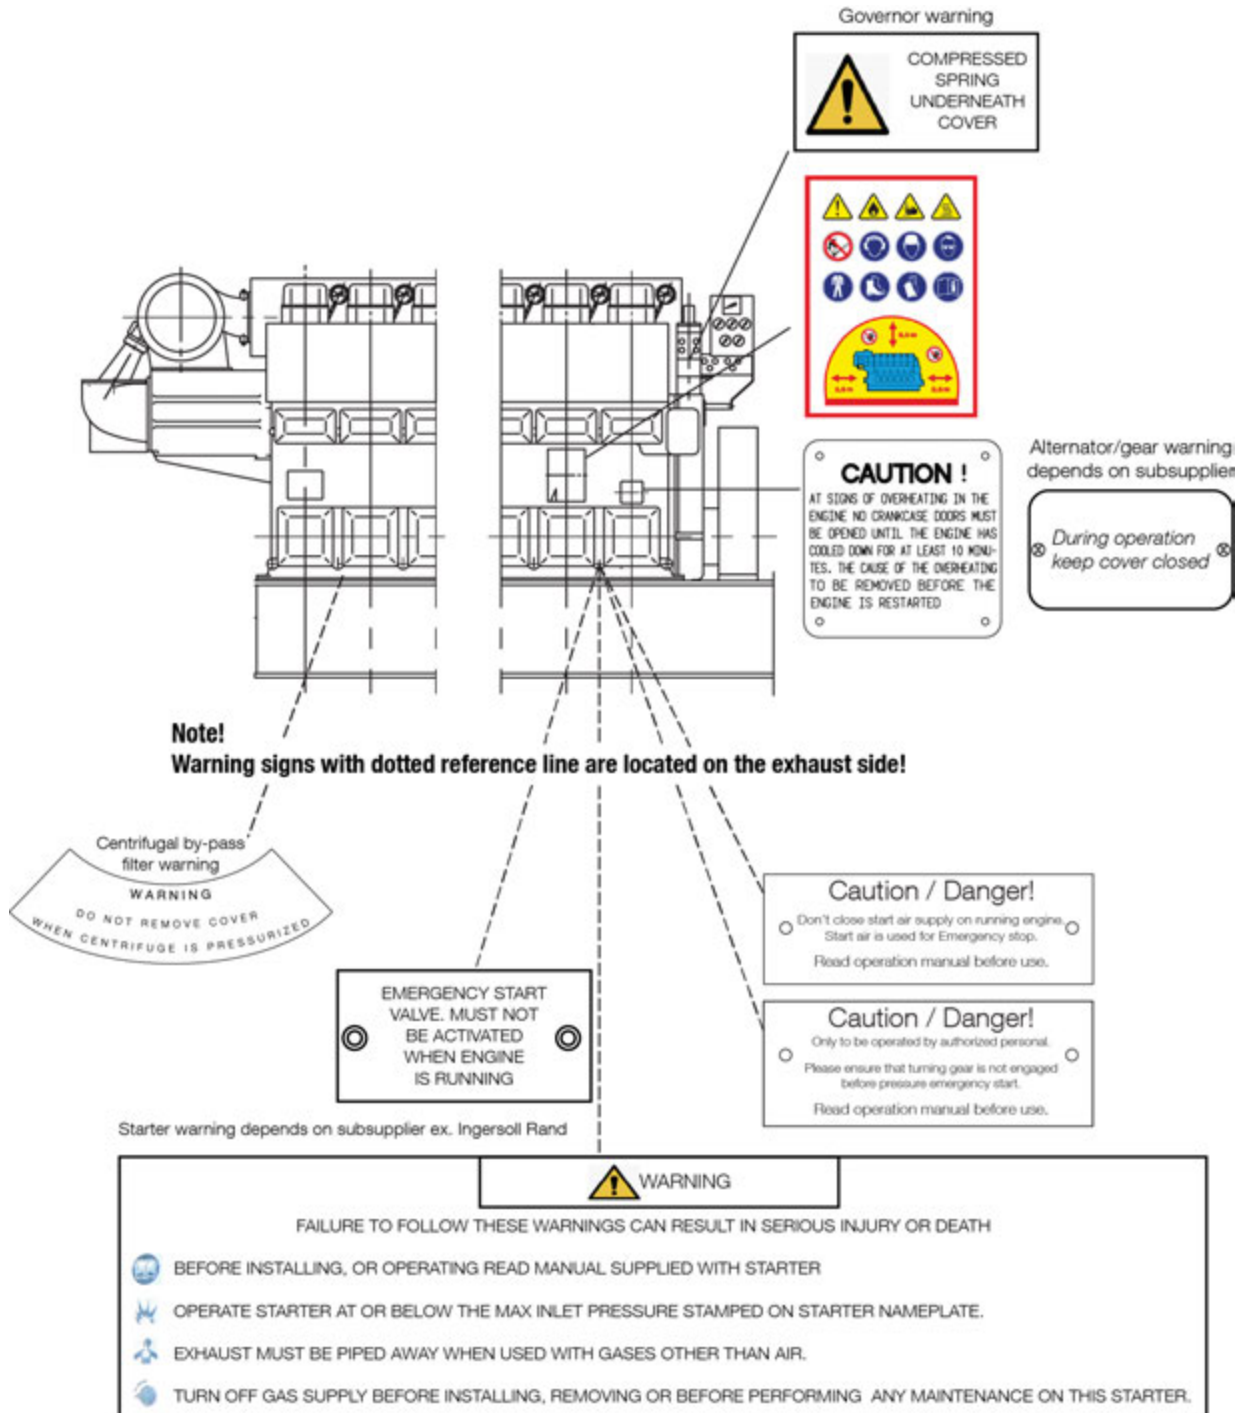 Governor warning
COMPRESSED
SPRING
UNDERNEATH
COVER
Alternator/gear warning
depends on subsupplier
CAUTION !
AT SIGNS OF OVERHEATING IN THE
ENGINE NO CRANKCASE DOORS MUST
BE OPENED UNTIL THE ENGINE HAS
COOLED DOWN FOR AT LEAST 10 MINU-
TES. THE CAUSE OF THE OVERHEATING
TO BE REMOVED BEFORE THE
ENGINE IS RESTARTED
During operation
keep cover closed
Note!
Warning signs with dotted reference line are located on the exhaust side!
Centrifugal by-pass
filter warning
WARNING
DO NOT REMOVE COVER
WHEN CENTRIFUGE IS PRESSURIZED
Caution / Danger!
Don't close start air supply on running engine.
Start air is used for Emergency stop.
Read operation manual before use.
EMERGENCY START
VALVE. MUST NOT
BE ACTIVATED
WHEN ENGINE
IS RUNNING
Caution / Danger!
Only to be operated by authorized personal.
Please ensure that turning gear is not engaged
before pressure emergency start.
Read operation manual before use.
Starter warning depends on subsupplier ex. Ingersoll Rand
WARNING
FAILURE TO FOLLOW THESE WARNINGS CAN RESULT IN SERIOUS INJURY OR DEATH
BEFORE INSTALLING, OR OPERATING READ MANUAL SUPPLIED WITH STARTER
OPERATE STARTER AT OR BELOW THE MAX INLET PRESSURE STAMPED ON STARTER NAMEPLATE.
EXHAUST MUST BE PIPED AWAY WHEN USED WITH GASES OTHER THAN AIR.
TURN OFF GAS SUPPLY BEFORE INSTALLING, REMOVING OR BEFORE PERFORMING ANY MAINTENANCE ON THIS STARTER.